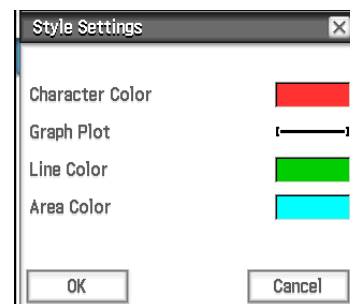 Style Settings
Character Color
Graph Plot
Line Color
Area Color
OK
Cancel